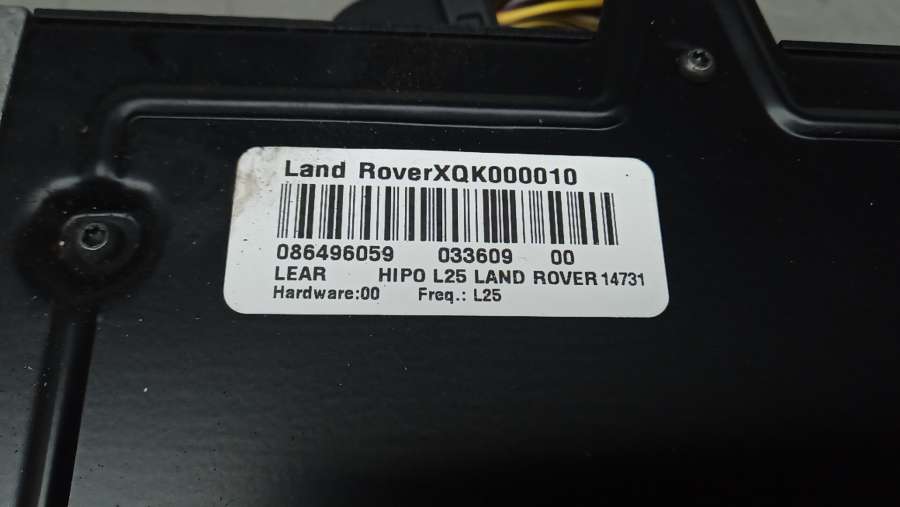 Land RoverXQK000010
086496059 033609 00
LEAR HIPO L25 LAND ROVER 14731
Hardware:00 Freq.: L25